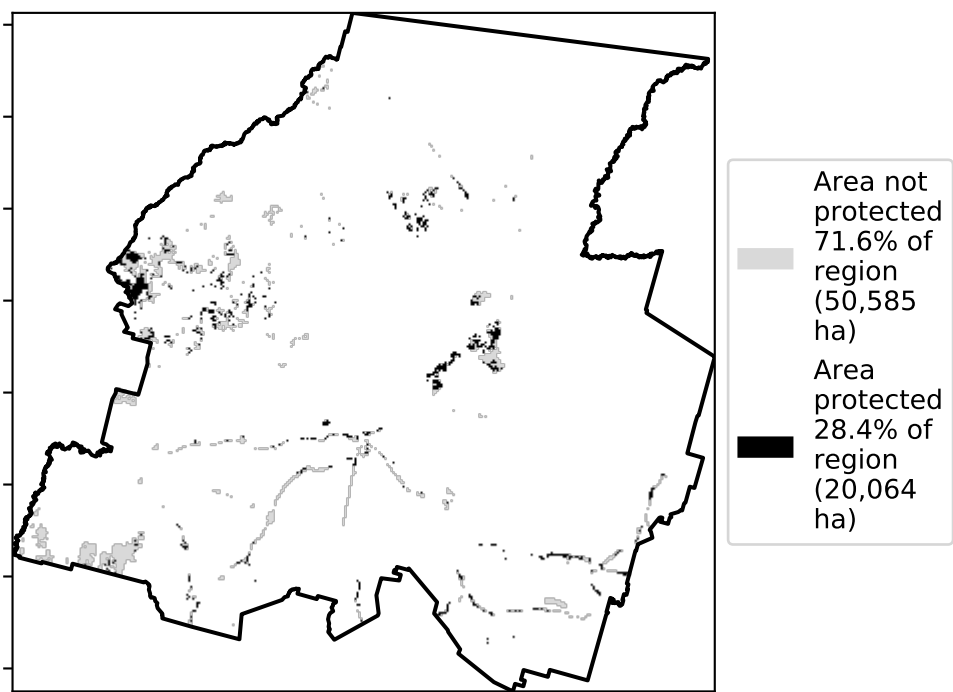 Area not
protected
71.6% of
region
(50,585
ha)
Area
protected
28.4% of
region
(20,064
ha)